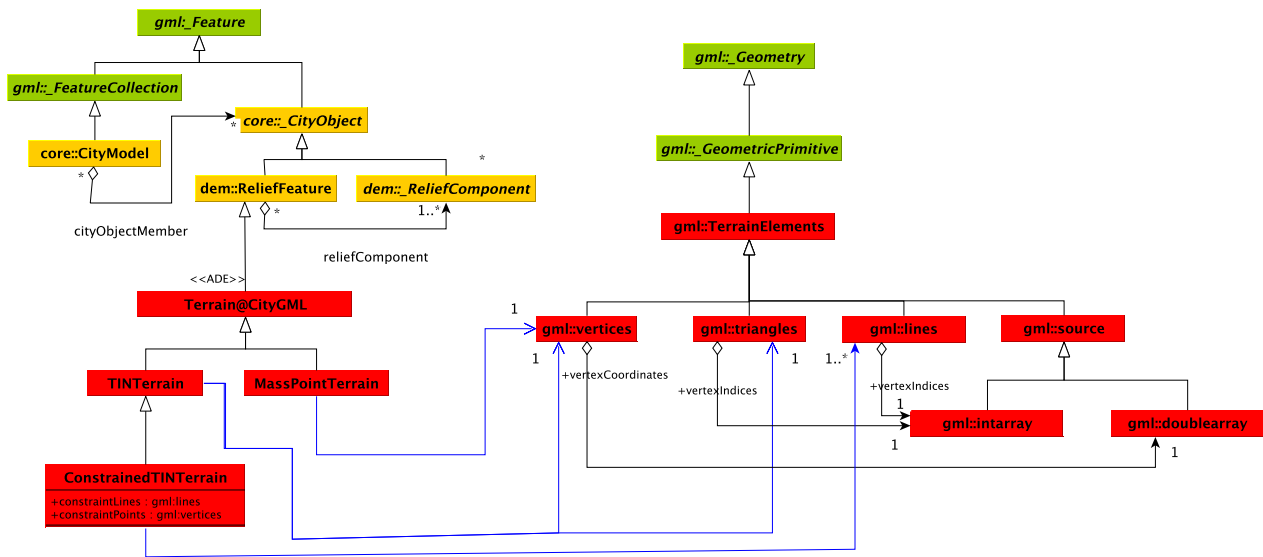 gml:_Feature
gml::_FeatureCollection
core::_CityObject
*
core::CityModel
*
cityObjectMember
dem::ReliefFeature
*
*
dem::_ReliefComponent
1..*
reliefComponent
<<ADE>>
Terrain@CityGML
TINTerrain
MassPointTerrain
ConstrainedTINTerrain
+constraintLines : gml:lines
+constraintPoints : gml:vertices
gml::_Geometry
gml::_GeometricPrimitive
gml::TerrainElements
1
gml::vertices
gml::triangles
gml::lines
gml::source
1
1
1..*
+vertexCoordinates
+vertexIndices
+vertexIndices
1
gml::intarray
gml::doublearray
1
1